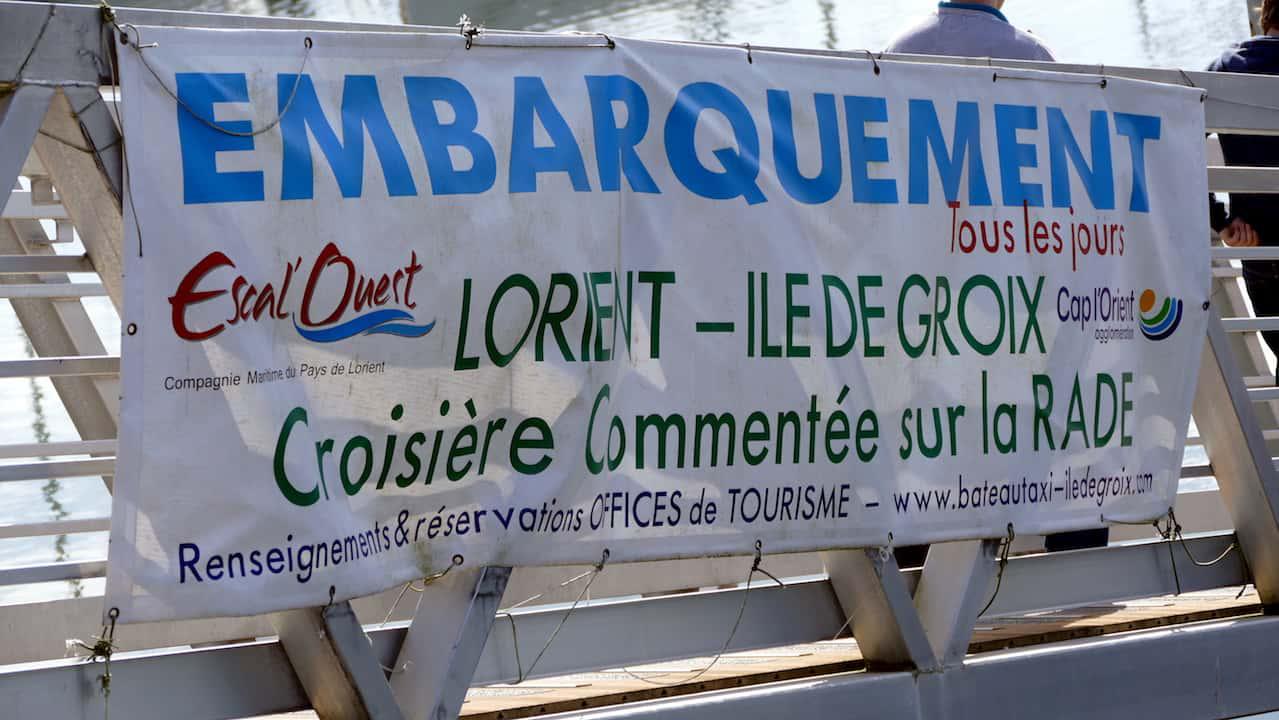 EMBARQUEMENT
Tous les jours
Escal'Ouest
Compagnie Maritime du Pays de Lorient
LORIENT – ILE DE GROIX
Cap l'Orient
agglomération
Croisière Commentée sur la RADE
Renseignements & réservations OFFICES de TOURISME – www.bateautaxi-iledegroix.com